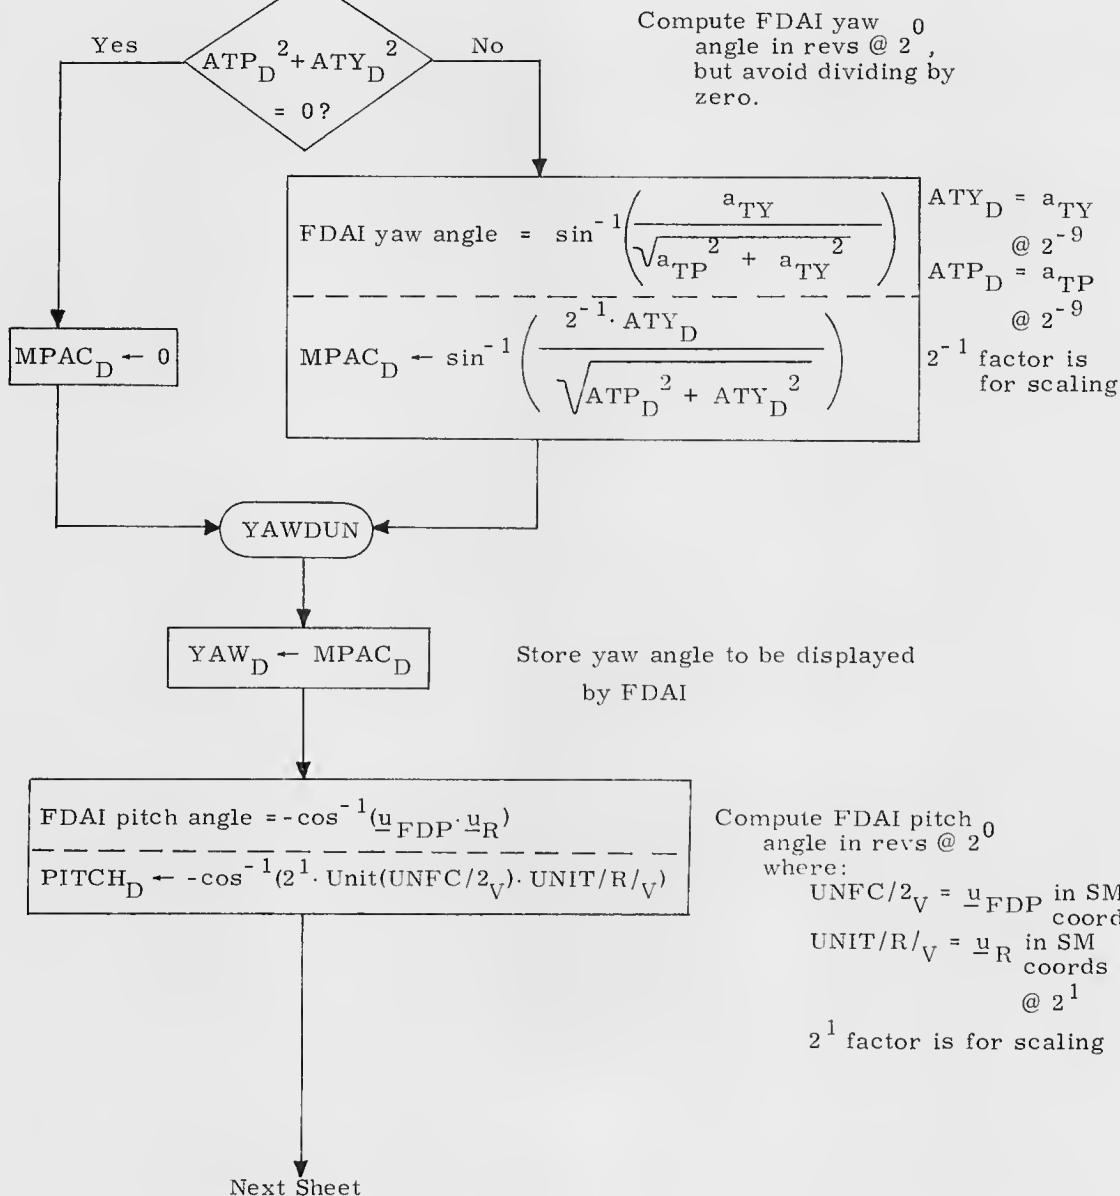 Yes
ATP_D^2 + ATY_D^2
= 0?
No
Compute FDAI yaw
angle in revs @ 2^0,
but avoid dividing by
zero.
FDAI yaw angle = sin^-1(a_TY / √(a_TP^2 + a_TY^2))
MPAC_D ← sin^-1(2^-1 · ATY_D / √(ATP_D^2 + ATY_D^2))
ATY_D = a_TY
@ 2^-9
ATP_D = a_TP
@ 2^-9
2^-1 factor is
for scaling
MPAC_D ← 0
YAWDUN
YAW_D ← MPAC_D
Store yaw angle to be displayed
by FDAI
FDAI pitch angle = -cos^-1(u_FDP · u_R)
PITCH_D ← -cos^-1(2^1 · Unit(UNFC/2_V) · UNIT/R/_V)
Compute FDAI pitch
angle in revs @ 2^0
where:
UNFC/2_V = u_FDP in SM
coord
UNIT/R/_V = u_R in SM
coords
@ 2^1
2^1 factor is for scaling
Next Sheet